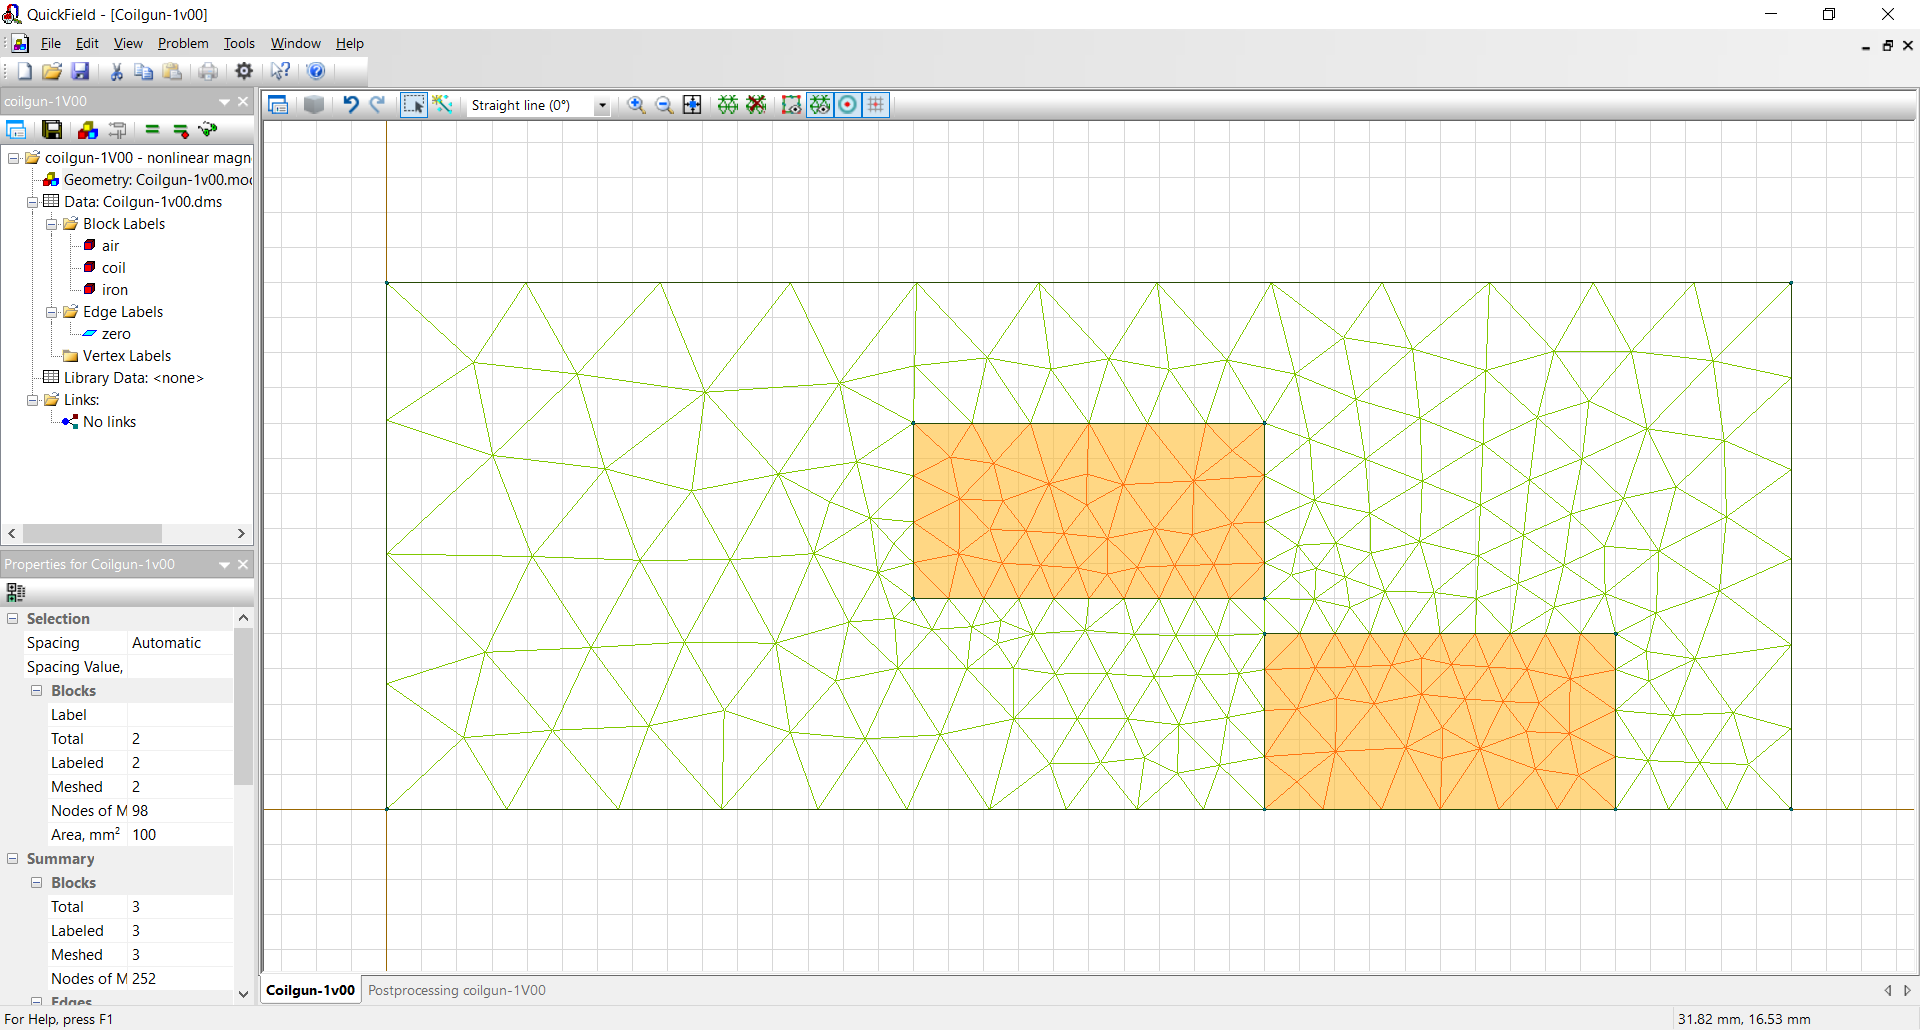 QuickField - [Coilgun-1v00]
File Edit View Problem Tools Window Help
coilgun-1V00
Straight line (0°)
coilgun-1V00 - nonlinear magn
Geometry: Coilgun-1v00.mod
Data: Coilgun-1v00.dms
Block Labels
air
coil
iron
Edge Labels
zero
Vertex Labels
Library Data: <none>
Links:
No links
Properties for Coilgun-1v00
Selection
Spacing Automatic
Spacing Value,
Blocks
Label
Total 2
Labeled 2
Meshed 2
Nodes of M 98
Area, mm² 100
Summary
Blocks
Total 3
Labeled 3
Meshed 3
Nodes of M 252
Edges
Coilgun-1v00 Postprocessing coilgun-1V00
For Help, press F1
31.82 mm, 16.53 mm